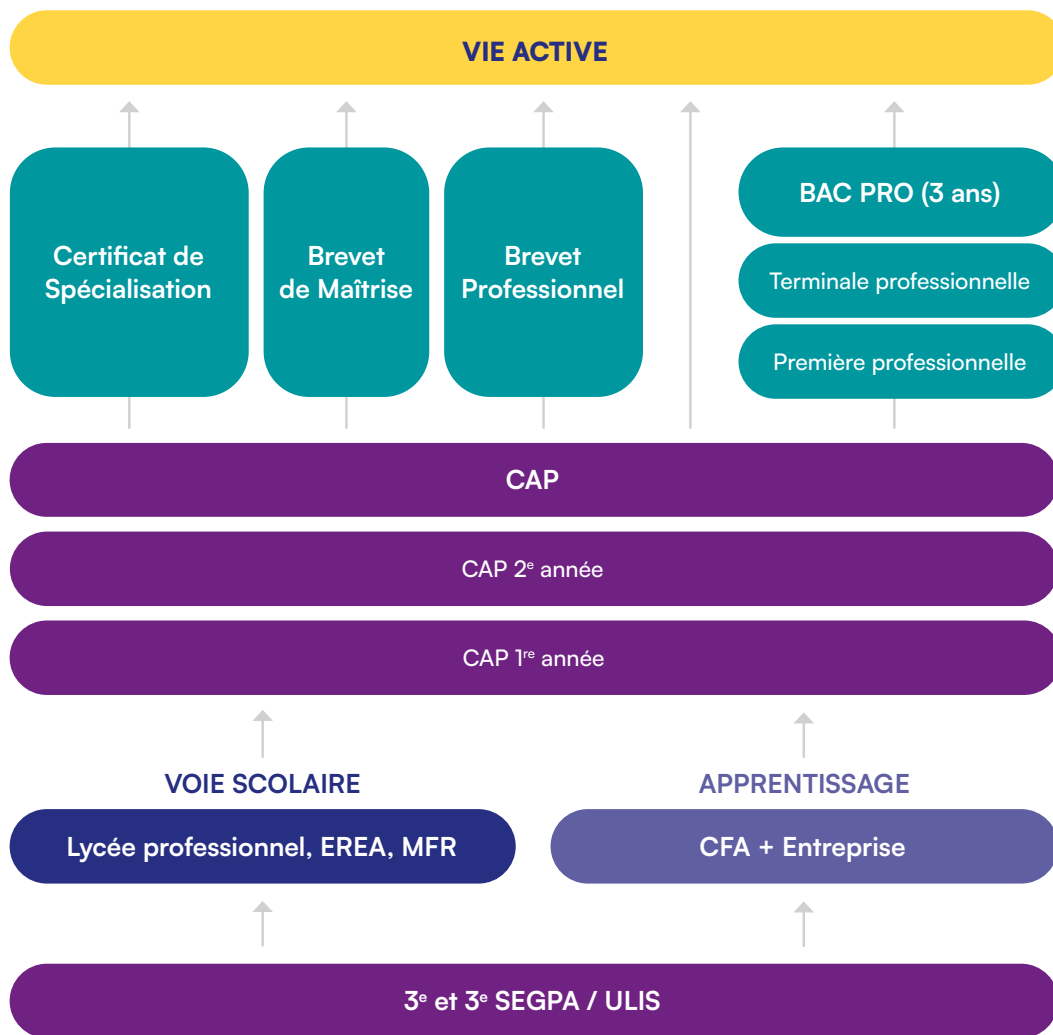 VIE ACTIVE
Certificat de
Spécialisation
Brevet
de Maîtrise
Brevet
Professionnel
BAC PRO (3 ans)
Terminale professionnelle
Première professionnelle
CAP
CAP 2e année
CAP 1re année
VOIE SCOLAIRE
Lycée professionnel, EREA, MFR
APPRENTISSAGE
CFA + Entreprise
3e et 3e SEGPA / ULIS